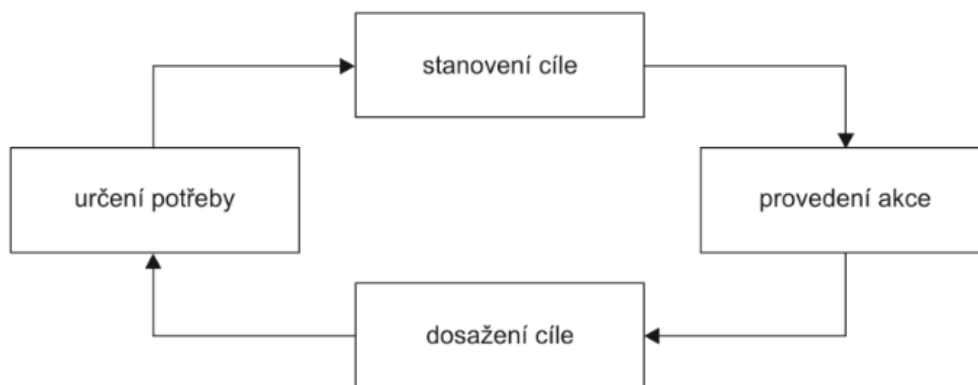 stanovení cíle
určení potřeby
provedení akce
dosažení cíle